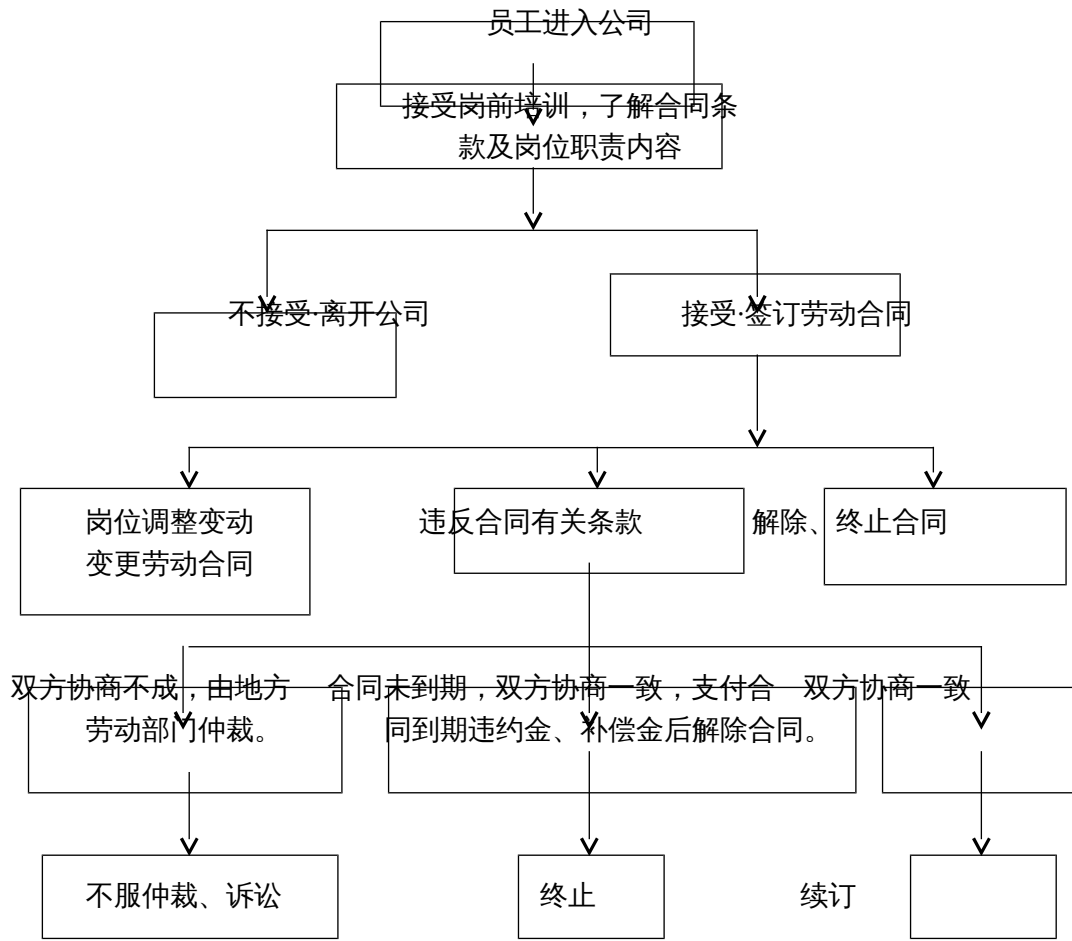 员工进入公司
接受岗前培训，了解合同条
款及岗位职责内容
不接受·离开公司
接受·签订劳动合同
岗位调整变动
变更劳动合同
违反合同有关条款
解除、终止合同
双方协商不成，由地方
劳动部门仲裁。
合同未到期，双方协商一致，支付合
同到期违约金、补偿金后解除合同。
双方协商一致
不服仲裁、诉讼
终止
续订